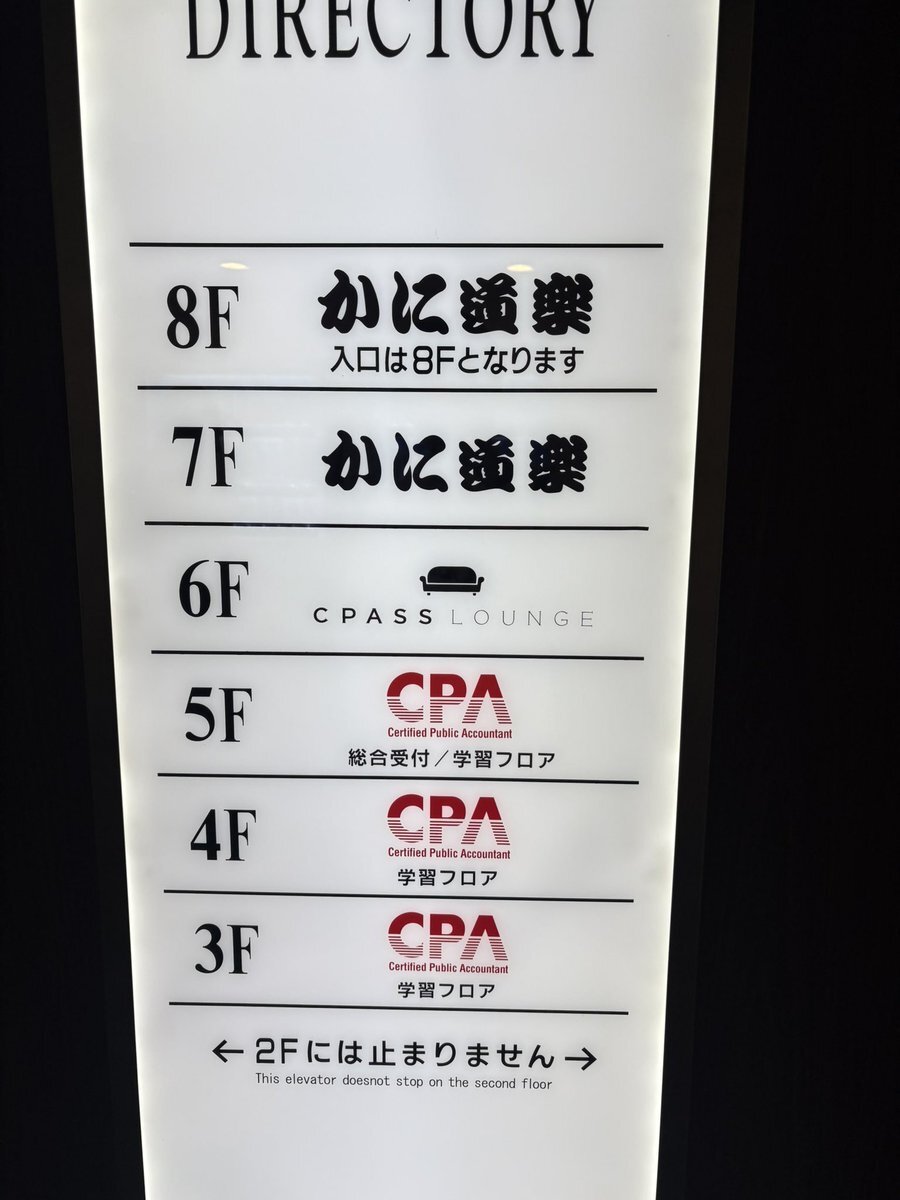 DIRECTORY
8F かに道楽
入口は8Fとなります
7F かに道楽
6F CPASS LOUNGE
5F CPA
Certified Public Accountant
総合受付／学習フロア
4F CPA
Certified Public Accountant
学習フロア
3F CPA
Certified Public Accountant
学習フロア
←2Fには止まりません→
This elevator doesnot stop on the second floor